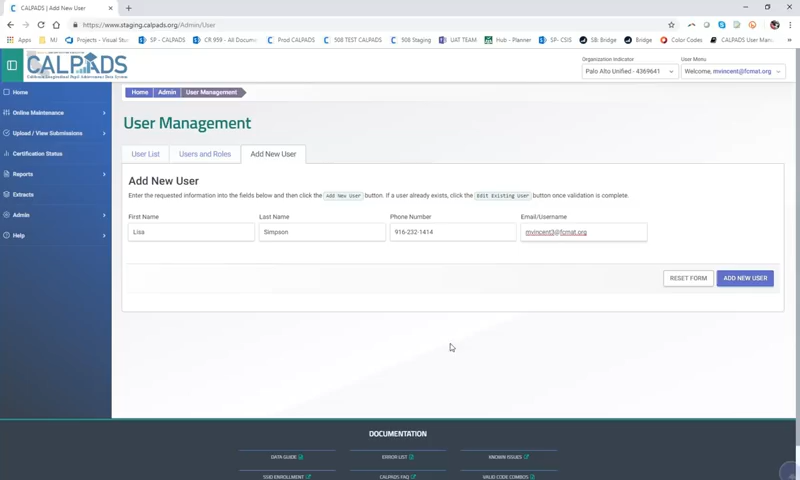 CALPADS | Add New User
https://www.staging.calpads.org/Admin/User
Apps
NJ
Projects - Visual Stud
SP - CALPADS
CR 959 - All Docum
Prod CALPADS
508 TEST CALPADS
508 Staging
UAT TEAM
Hub - Planner
SP- CSIS
SB: Bridge
Bridge
Color Codes
CALPADS User Man
CALPADS
Organization Indicator
User Menu
Palo Alto Unified - 4369641
Welcome, mvincent@fcmat.org
Home
Online Maintenance
Upload / View Submissions
Certification Status
Reports
Extracts
Admin
Help
Home
Admin
User Management
User Management
User List
Users and Roles
Add New User
Add New User
Enter the requested information into the fields below and then click the Add New User button. If a user already exists, click the Edit Existing User button once validation is complete.
First Name
Last Name
Phone Number
Email/Username
Lisa
Simpson
916-232-1414
mvincent3@fcmat.org
RESET FORM
ADD NEW USER
DOCUMENTATION
DATA GUIDE
ERROR LIST
KNOWN ISSUES
SSID ENROLLMENT
CALPADS FAQ
VALID CODE COMBOS